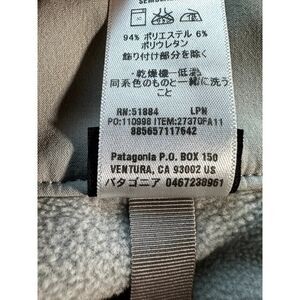 94% ポリエステル 6%
ポリウレタン
飾り付け部分を除く
・乾燥機一低温
同系色のものと一緒に洗う
こと
RN:51884 LPN
PO:110998 ITEM:27370FA11
885657117642
Patagonia P.O. BOX 150
VENTURA, CA 93002 US
パタゴニア 0467238961